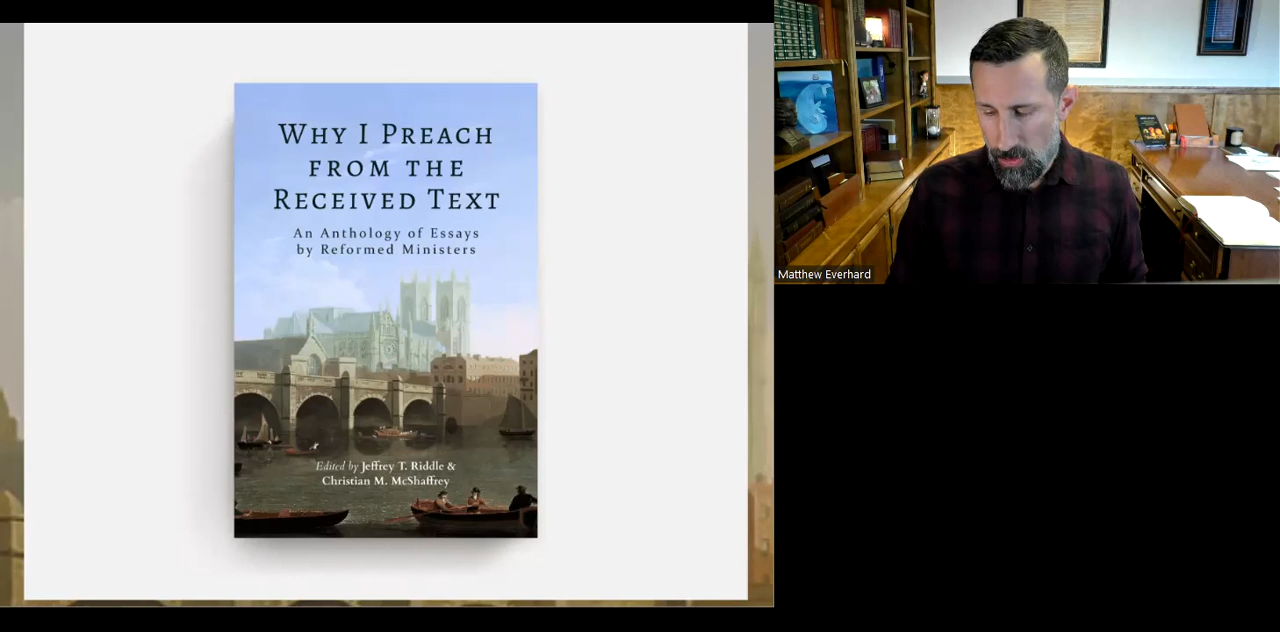 WHY I PREACH
FROM THE
RECEIVED TEXT
An Anthology of Essays
by Reformed Ministers
Edited by Jeffrey T. Riddle &
Christian M. McShaffrey
Matthew Everhard